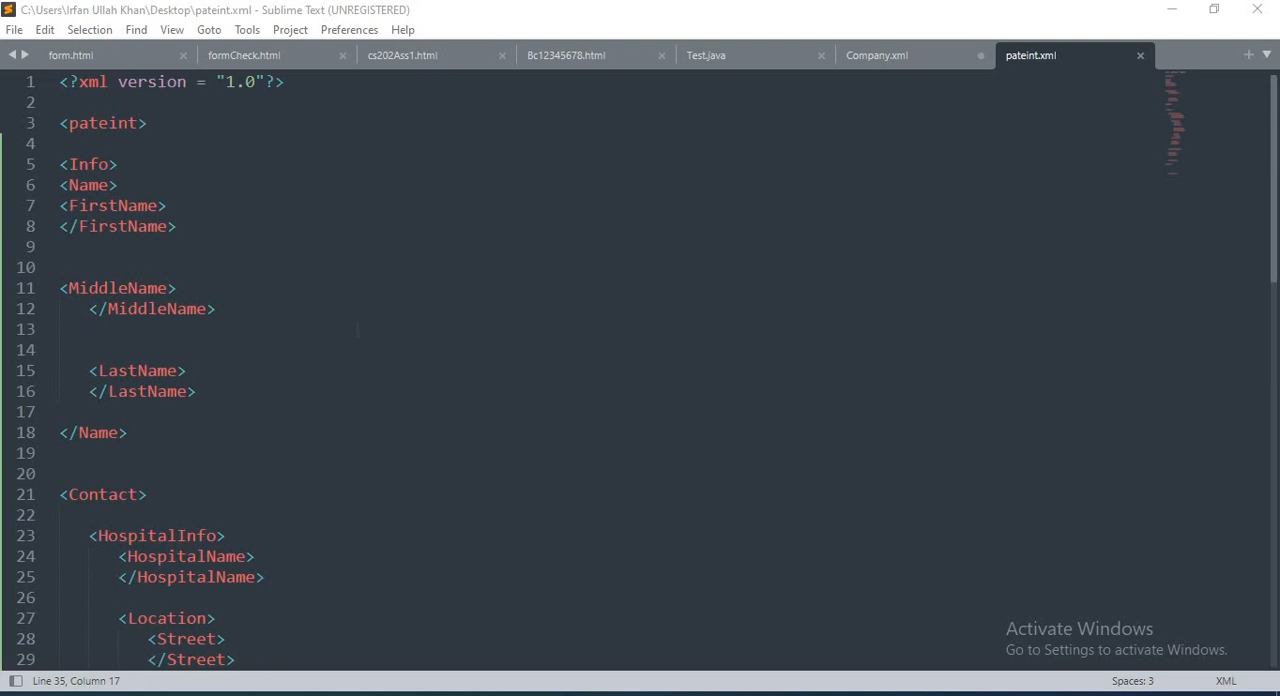 C:\Users\Irfan Ullah Khan\Desktop\pateint.xml - Sublime Text (UNREGISTERED)
File Edit Selection Find View Goto Tools Project Preferences Help
form.html formCheck.html cs202Ass1.html Bc12345678.html Test.java Company.xml pateint.xml
1 <?xml version = "1.0"?>
2
3 <pateint>
4
5 <Info>
6 <Name>
7 <FirstName>
8 </FirstName>
9
10
11 <MiddleName>
12 </MiddleName>
13
14
15 <LastName>
16 </LastName>
17
18 </Name>
19
20
21 <Contact>
22
23 <HospitalInfo>
24 <HospitalName>
25 </HospitalName>
26
27 <Location>
28 <Street>
29 </Street>
Activate Windows
Go to Settings to activate Windows.
Line 35, Column 17 Spaces: 3 XML